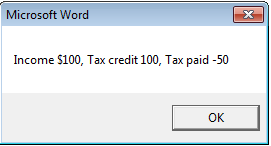 Microsoft Word
Income $100, Tax credit 100, Tax paid -50
OK